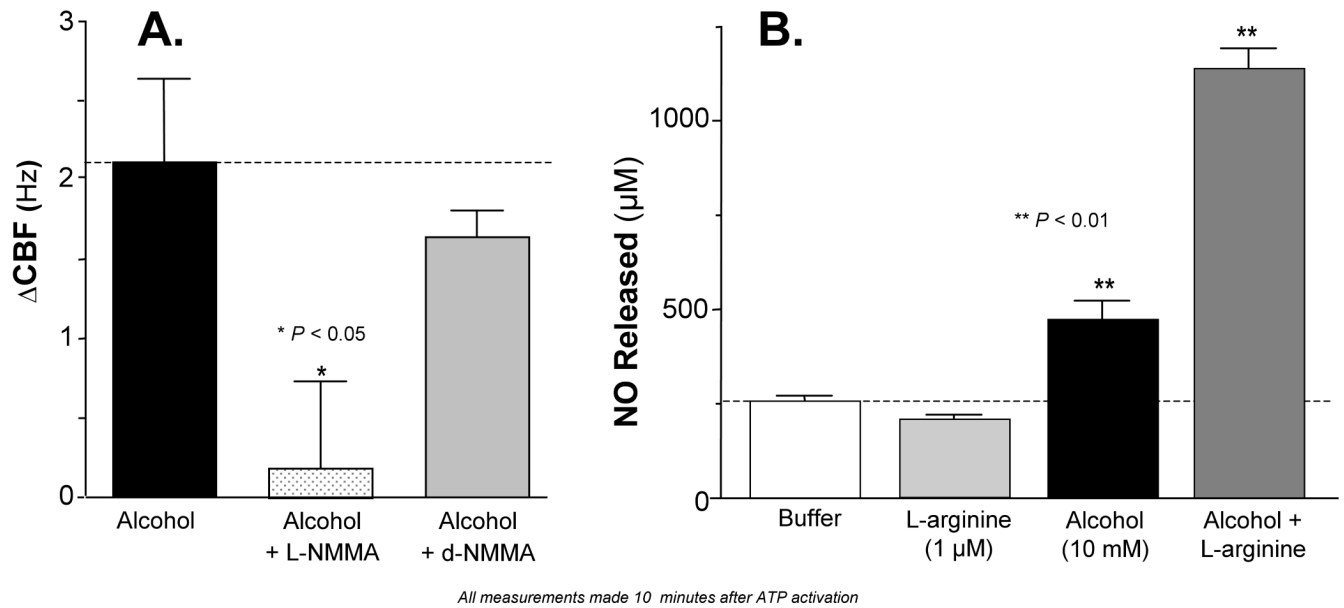 A.
3
2
1
0
ΔCBF (Hz)
* P < 0.05
*
Alcohol
Alcohol
+ L-NMMA
Alcohol
+ d-NMMA
B.
1000
500
0
NO Released (µM)
**
** P < 0.01
**
Buffer
L-arginine
(1 µM)
Alcohol
(10 mM)
Alcohol +
L-arginine
All measurements made 10 minutes after ATP activation